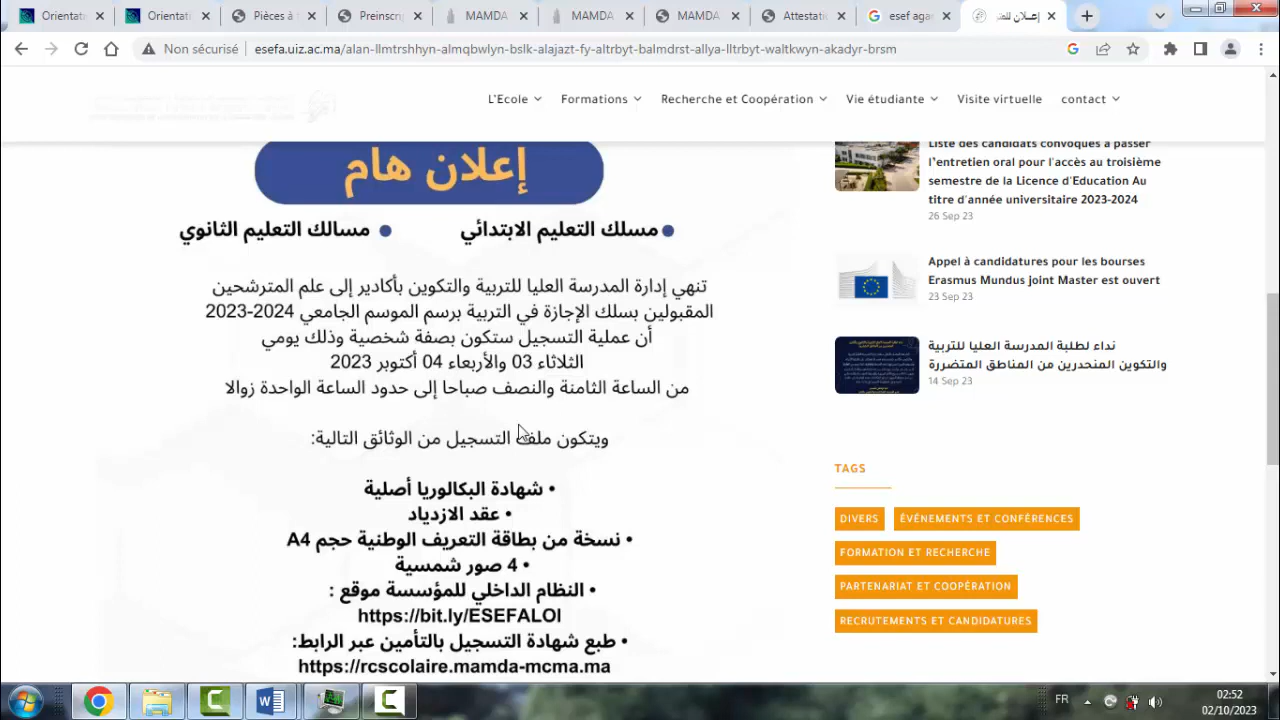 Orientati
Orientati
Pièces à
Preinscrip
MAMDA
MAMDA
MAMDA
Attestatio
esef agad
إعلان للمتر
Non sécurisé
esefa.uiz.ac.ma/alan-llmtrshhyn-almqbwlyn-bslk-alajazt-fy-altrbyt-balmdrst-allya-lltrbyt-waltkwyn-akadyr-brsm
L'Ecole
Formations
Recherche et Coopération
Vie étudiante
Visite virtuelle
contact
إعلان هام
مسلك التعليم الابتدائي
مسالك التعليم الثانوي
تنهي إدارة المدرسة العليا للتربية والتكوين بأكادير إلى علم المترشحين
المقبولين بسلك الإجازة في التربية برسم الموسم الجامعي 2024-2023
أن عملية التسجيل ستكون بصفة شخصية وذلك يومي
الثلاثاء 03 والأربعاء 04 أكتوبر 2023
من الساعة الثامنة والنصف صباحا إلى حدود الساعة الواحدة زوالا
ويتكون ملف التسجيل من الوثائق التالية:
• شهادة البكالوريا أصلية
• عقد الازدياد
• نسخة من بطاقة التعريف الوطنية حجم A4
• 4 صور شمسية
• النظام الداخلي للمؤسسة موقع :
https://bit.ly/ESEFALOI
• طبع شهادة التسجيل بالتأمين عبر الرابط:
https://rcscolaire.mamda-mcma.ma
Liste des candidats convoqués à passer
l'entretien oral pour l'accès au troisième
semestre de la Licence d'Education Au
titre d'année universitaire 2023-2024
26 Sep 23
Appel à candidatures pour les bourses
Erasmus Mundus joint Master est ouvert
23 Sep 23
نداء لطلبة المدرسة العليا للتربية
والتكوين المنحدرين من المناطق المتضررة
14 Sep 23
TAGS
DIVERS
ÉVÉNEMENTS ET CONFÉRENCES
FORMATION ET RECHERCHE
PARTENARIAT ET COOPÉRATION
RECRUTEMENTS ET CANDIDATURES
FR
02:52
02/10/2023